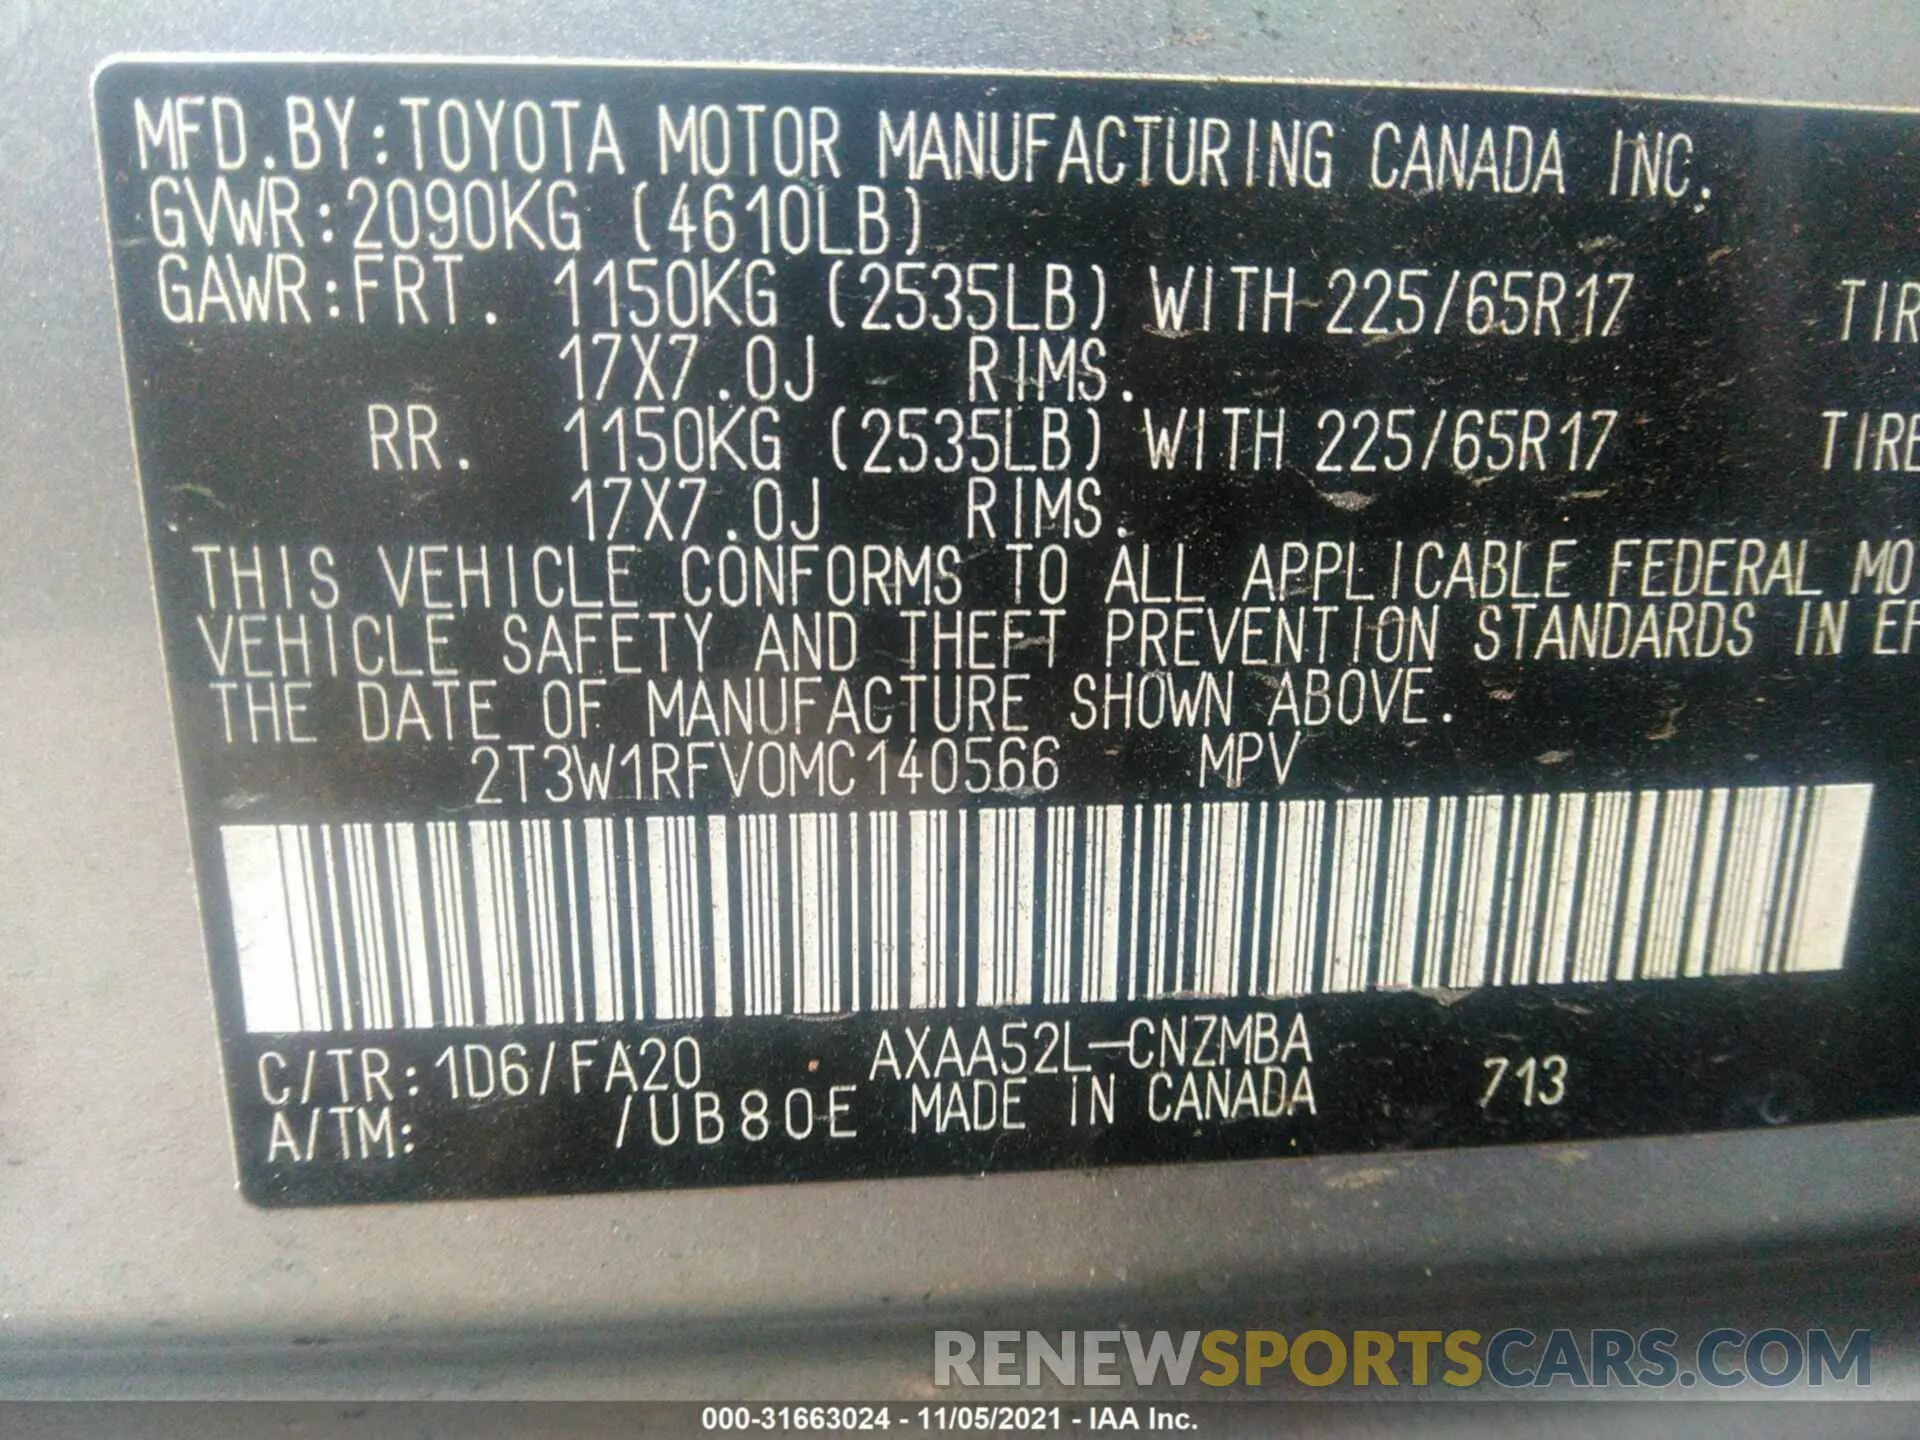 MFD.BY:TOYOTA MOTOR MANUFACTURING CANADA INC.
GVWR:2090KG (4610LB)
GAWR:FRT. 1150KG (2535LB) WITH 225/65R17 TIR
17X7.0J RIMS.
RR. 1150KG (2535LB) WITH 225/65R17 TIRE
17X7.0J RIMS.
THIS VEHICLE CONFORMS TO ALL APPLICABLE FEDERAL MO
VEHICLE SAFETY AND THEFT PREVENTION STANDARDS IN EF
THE DATE OF MANUFACTURE SHOWN ABOVE.
2T3W1RFV0MC140566 MPV
C/TR:1D6/FA20 AXAA52L-CNZMBA
A/TM: /UB80E MADE IN CANADA 713
RENEWSPORTSCARS.COM
000-31663024 - 11/05/2021 - IAA Inc.